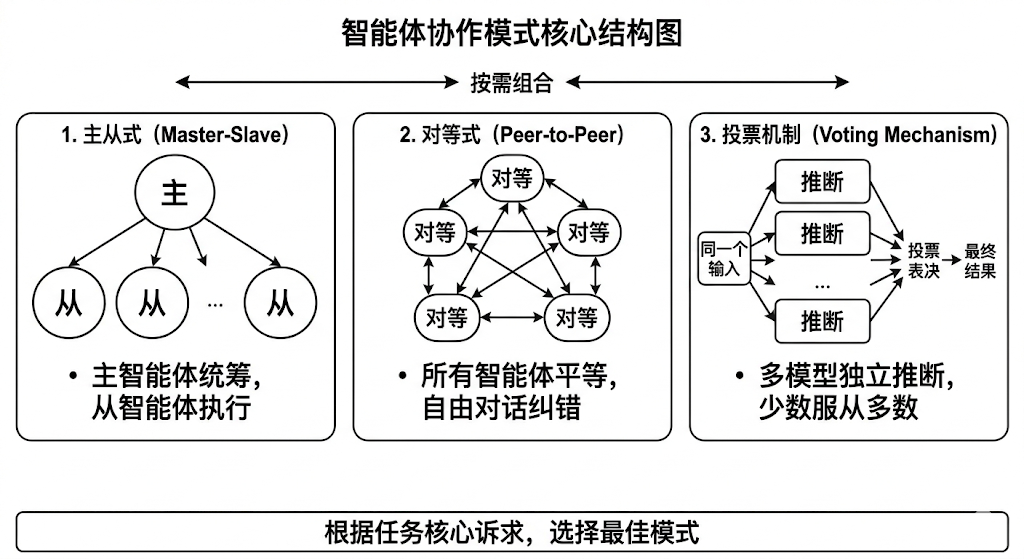 智能体协作模式核心结构图
按需组合
1. 主从式（Master-Slave）
主
从
从
...
从
• 主智能体统筹，
从智能体执行
2. 对等式（Peer-to-Peer）
对等
对等
对等
对等
对等
• 所有智能体平等，
自由对话纠错
3. 投票机制（Voting Mechanism）
同一个
输入
推断
推断
...
推断
投票
表决
最终
结果
• 多模型独立推断，
少数服从多数
根据任务核心诉求，选择最佳模式